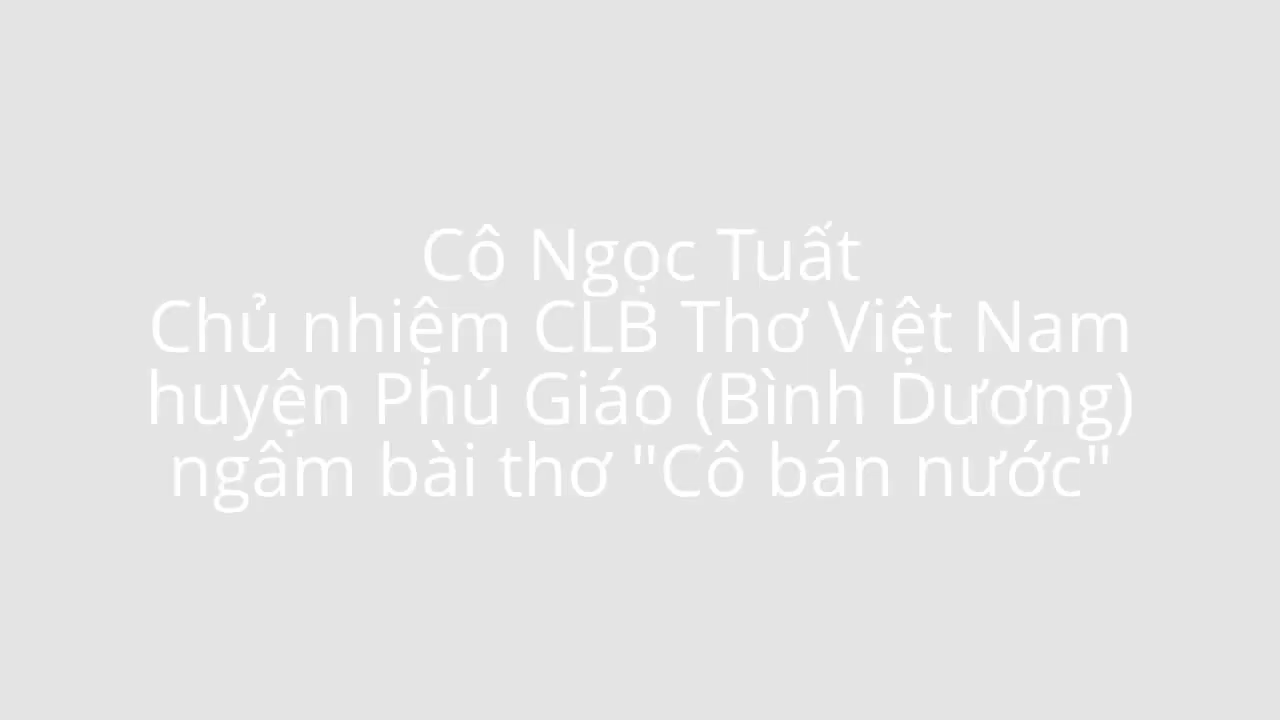 Cô Ngọc Tuất
Chủ nhiệm CLB Thơ Việt Nam
huyện Phú Giáo (Bình Dương)
ngâm bài thơ "Cô bán nước"